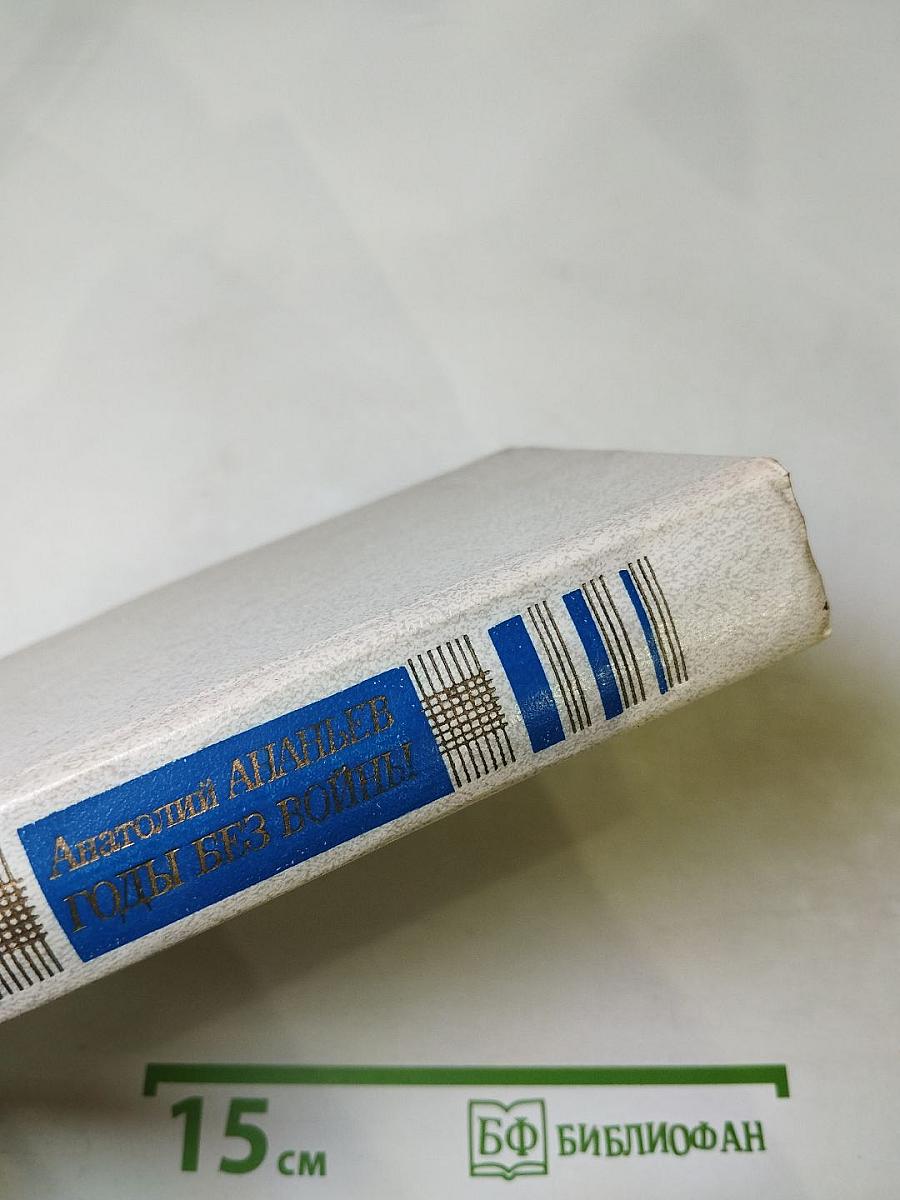 Анатолий АНАНЬЕВ
ГОДЫ БЕЗ ВОЙНЫ
15 см
БФ БИБЛИОФАН